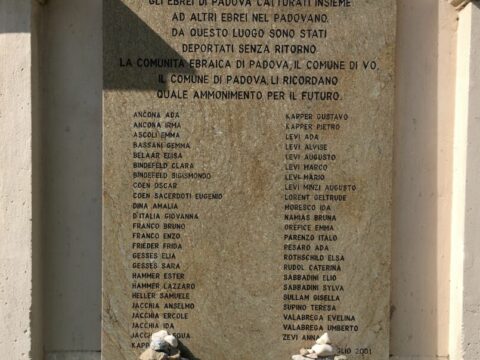 GLI EBREI DI PADOVA CATTURATI INSIEME
AD ALTRI EBREI NEL PADOVANO.
DA QUESTO LUOGO SONO STATI
DEPORTATI SENZA RITORNO
LA COMUNITA EBRAICA DI PADOVA, IL COMUNE DI VO,
IL COMUNE DI PADOVA, LI RICORDANO
QUALE AMMONIMENTO PER IL FUTURO.
ANCONA ADA
ANCONA IRMA
ASCOLI EMMA
BASSANI GEMMA
BELAAR ELISA
BINDEFELD CLARA
BINDEFELD SIGISMONDO
COEN OSCAR
COEN SACERDOTI EUGENIO
DINA AMALIA
D'ITALIA GIOVANNA
FRANCO BRUNO
FRANCO ENZO
FRIEDER FRIDA
GESSES ELIA
GESSES SARA
HAMMER ESTER
HAMMER LAZZARO
HELLER SAMUELE
JACCHIA ANSELMO
JACCHIA ERCOLE
JACCHIA IDA
KAPPER GUSTAVO
KAPPER PIETRO
LEVI ADA
LEVI ALVISE
LEVI AUGUSTO
LEVI MARCO
LEVI MARIO
LEVI MINZI AUGUSTO
LORENT GELTRUDE
MORESCO IDA
NAMIAS BRUNA
OREFICE EMMA
PARENZO ITALO
PESARO ADA
ROTHSCHILD ELSA
RUDOL CATERINA
SABBADINI ELIO
SABBADINI SYLVA
SULLAM GISELLA
SUPINO TERESA
VALABREGA EVELINA
VALABREGA UMBERTO
ZEVI ANNA
2001